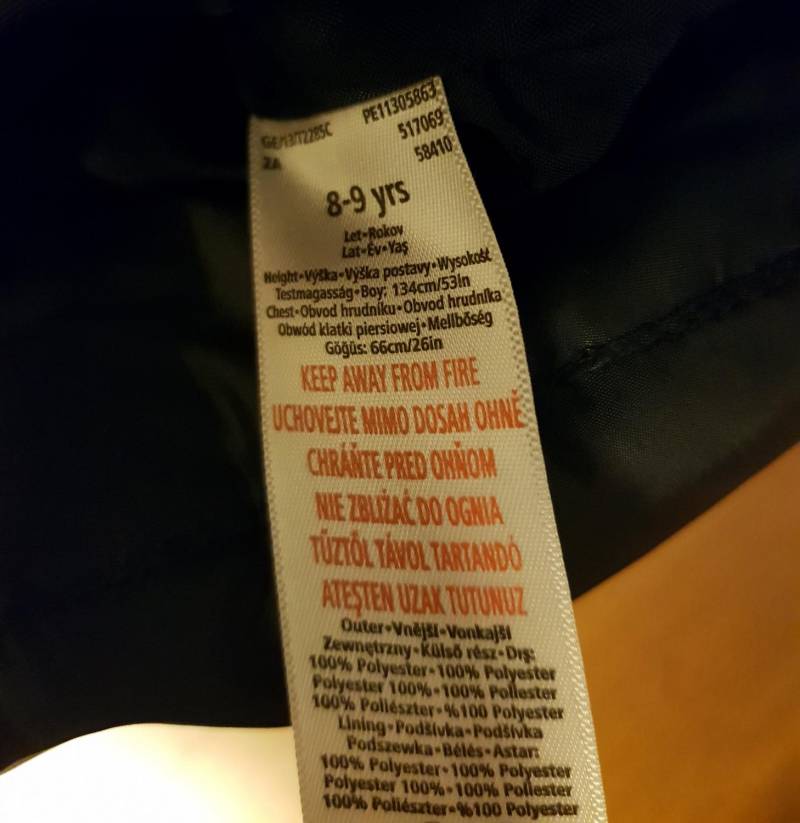 GE/13/T228SC PE11305863
517069
2A 58410
8-9 yrs
Let•Rokov
Lat•Év•Yaş
Height•Výška•Výška postavy•Wysokość
Testmagasság•Boy: 134cm/53in
Chest•Obvod hrudníku•Obvod hrudníka
Obwód klatki piersiowej•Mellbőség
Göğüs: 66cm/26in
KEEP AWAY FROM FIRE
UCHOVEJTE MIMO DOSAH OHNĚ
CHRÁŇTE PRED OHŇOM
NIE ZBLIŻAĆ DO OGNIA
TŰZTŐL TÁVOL TARTANDÓ
ATEŞTEN UZAK TUTUNUZ
Outer•Vnější•Vonkajší
Zewnętrzny•Külső rész•Drş:
100% Polyester•100% Polyester
Polyester 100%•100% Poliester
100% Poliészter•%100 Polyester
Lining•Podšívka•Podšívka
Podszewka•Bélés•Astar:
100% Polyester•100% Polyester
Polyester 100%•100% Poliester
100% Poliészter•%100 Polyester